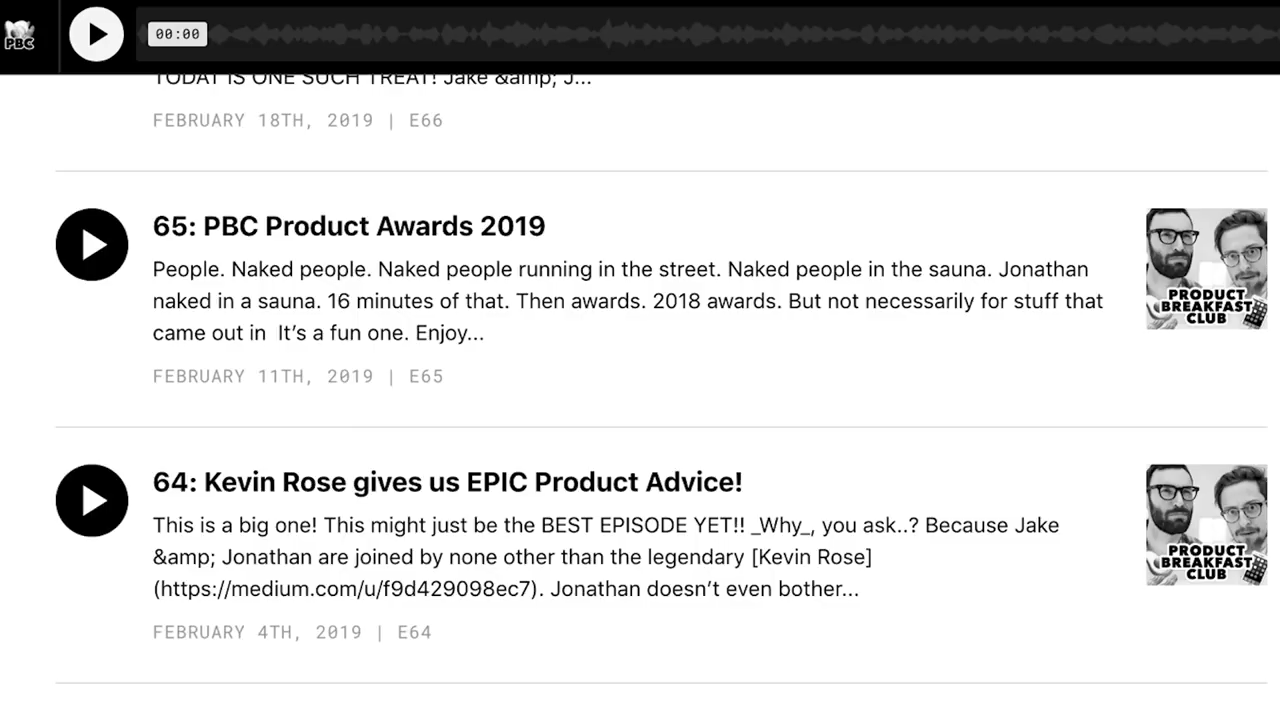 PBC
00:00
TODAY IS ONE SUCH TREAT! Jake &amp; J...
FEBRUARY 18TH, 2019 | E66
65: PBC Product Awards 2019
People. Naked people. Naked people running in the street. Naked people in the sauna. Jonathan
naked in a sauna. 16 minutes of that. Then awards. 2018 awards. But not necessarily for stuff that
came out in  It’s a fun one. Enjoy...
PRODUCT
BREAKFAST
CLUB
FEBRUARY 11TH, 2019 | E65
64: Kevin Rose gives us EPIC Product Advice!
This is a big one! This might just be the BEST EPISODE YET!! _Why_, you ask..? Because Jake
&amp; Jonathan are joined by none other than the legendary [Kevin Rose]
(https://medium.com/u/f9d429098ec7). Jonathan doesn’t even bother...
PRODUCT
BREAKFAST
CLUB
FEBRUARY 4TH, 2019 | E64